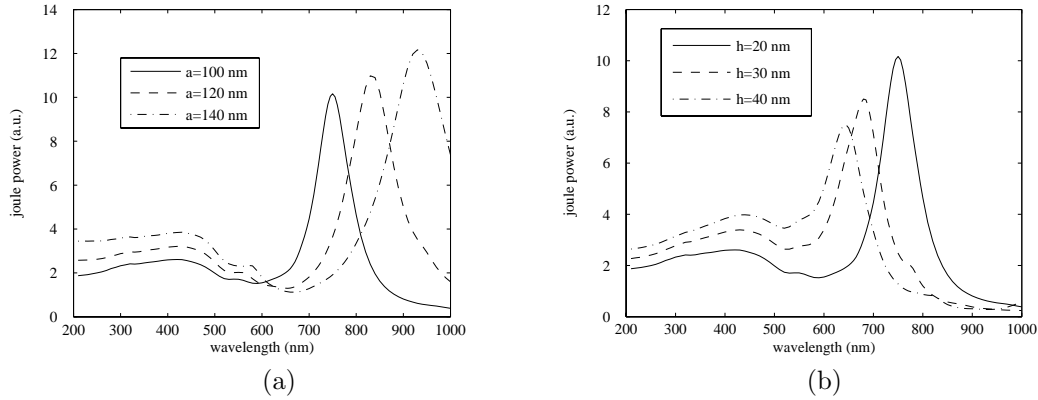 14
12
10
8
6
4
2
0
joule power (a.u.)
a=100 nm
a=120 nm
a=140 nm
200 300 400 500 600 700 800 900 1000
wavelength (nm)
(a)
12
10
8
6
4
2
0
joule power (a.u.)
h=20 nm
h=30 nm
h=40 nm
200 300 400 500 600 700 800 900 1000
wavelength (nm)
(b)